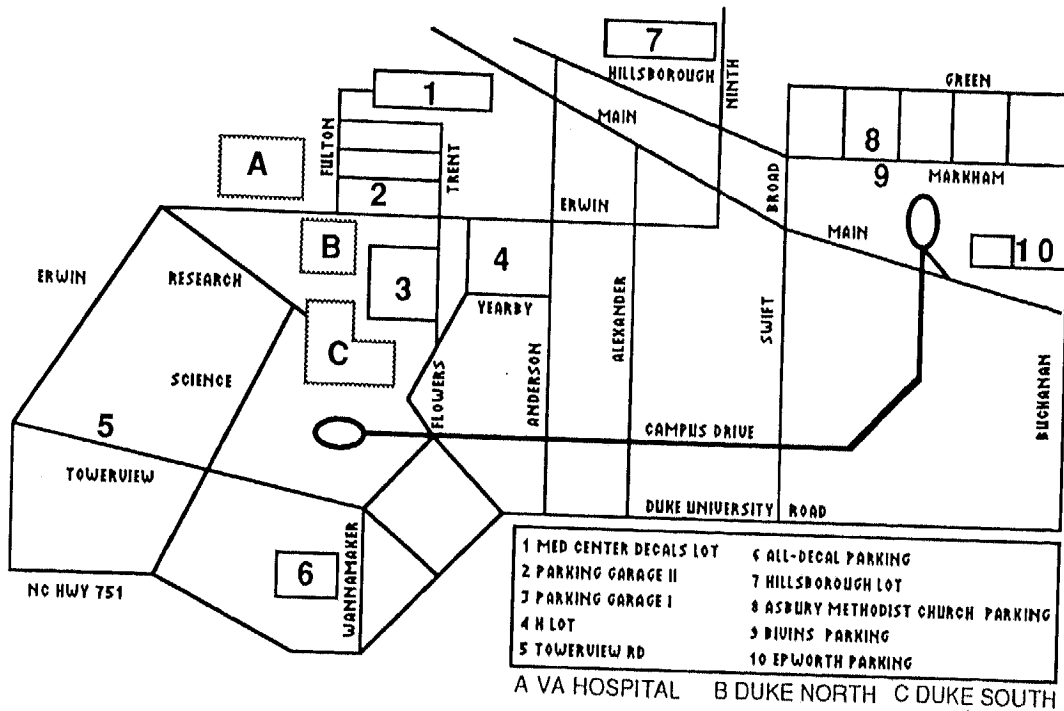 7
HILLSBOROUGH
NINTH
GREEN
1
MAIN
FULTON
TRENT
8
A
2
BROAD
9
MARKHAM
ERWIN
B
4
MAIN
10
ERWIN
RESEARCH
3
YEARBY
C
ALEXANDER
SWIFT
SCIENCE
FLOWERS
ANDERSON
BUCHANAN
5
CAMPUS DRIVE
TOWERVIEW
DUKE UNIVERSITY ROAD
WANNAMAKER
6
NC HWY 751
1 MED CENTER DECALS LOT
2 PARKING GARAGE II
3 PARKING GARAGE I
4 H LOT
5 TOWERVIEW RD
6 ALL-DECAL PARKING
7 HILLSBOROUGH LOT
8 ASBURY METHODIST CHURCH PARKING
9 BIVINS PARKING
10 EPWORTH PARKING
A VA HOSPITAL B DUKE NORTH C DUKE SOUTH